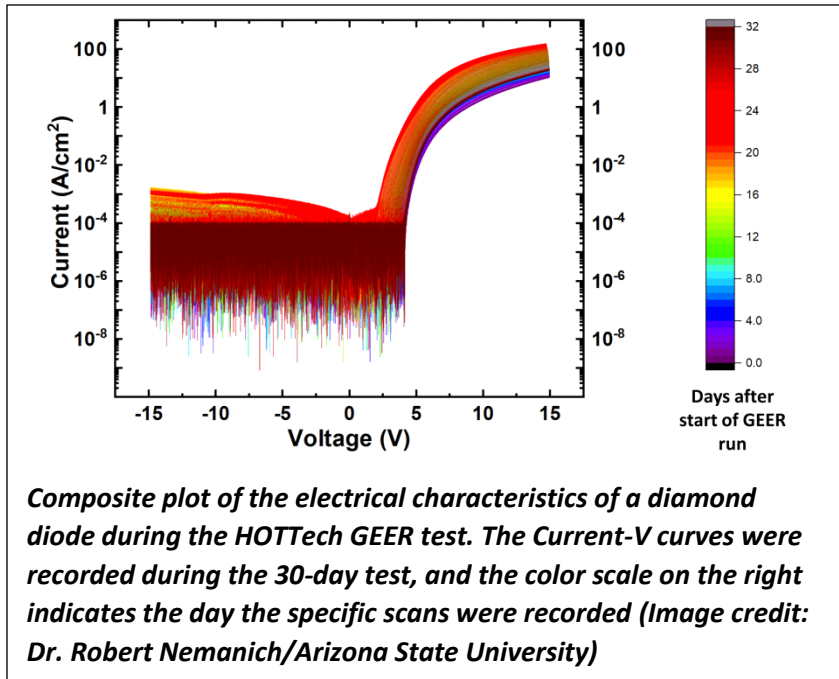 100
1
10⁻²
10⁻⁴
10⁻⁶
10⁻⁸
Current (A/cm²)
-15 -10 -5 0 5 10 15
Voltage (V)
100
1
10⁻²
10⁻⁴
10⁻⁶
10⁻⁸
32
28
24
20
16
12
8.0
4.0
0.0
Days after
start of GEER
run
Composite plot of the electrical characteristics of a diamond
diode during the HOTTech GEER test. The Current-V curves were
recorded during the 30-day test, and the color scale on the right
indicates the day the specific scans were recorded (Image credit:
Dr. Robert Nemanich/Arizona State University)